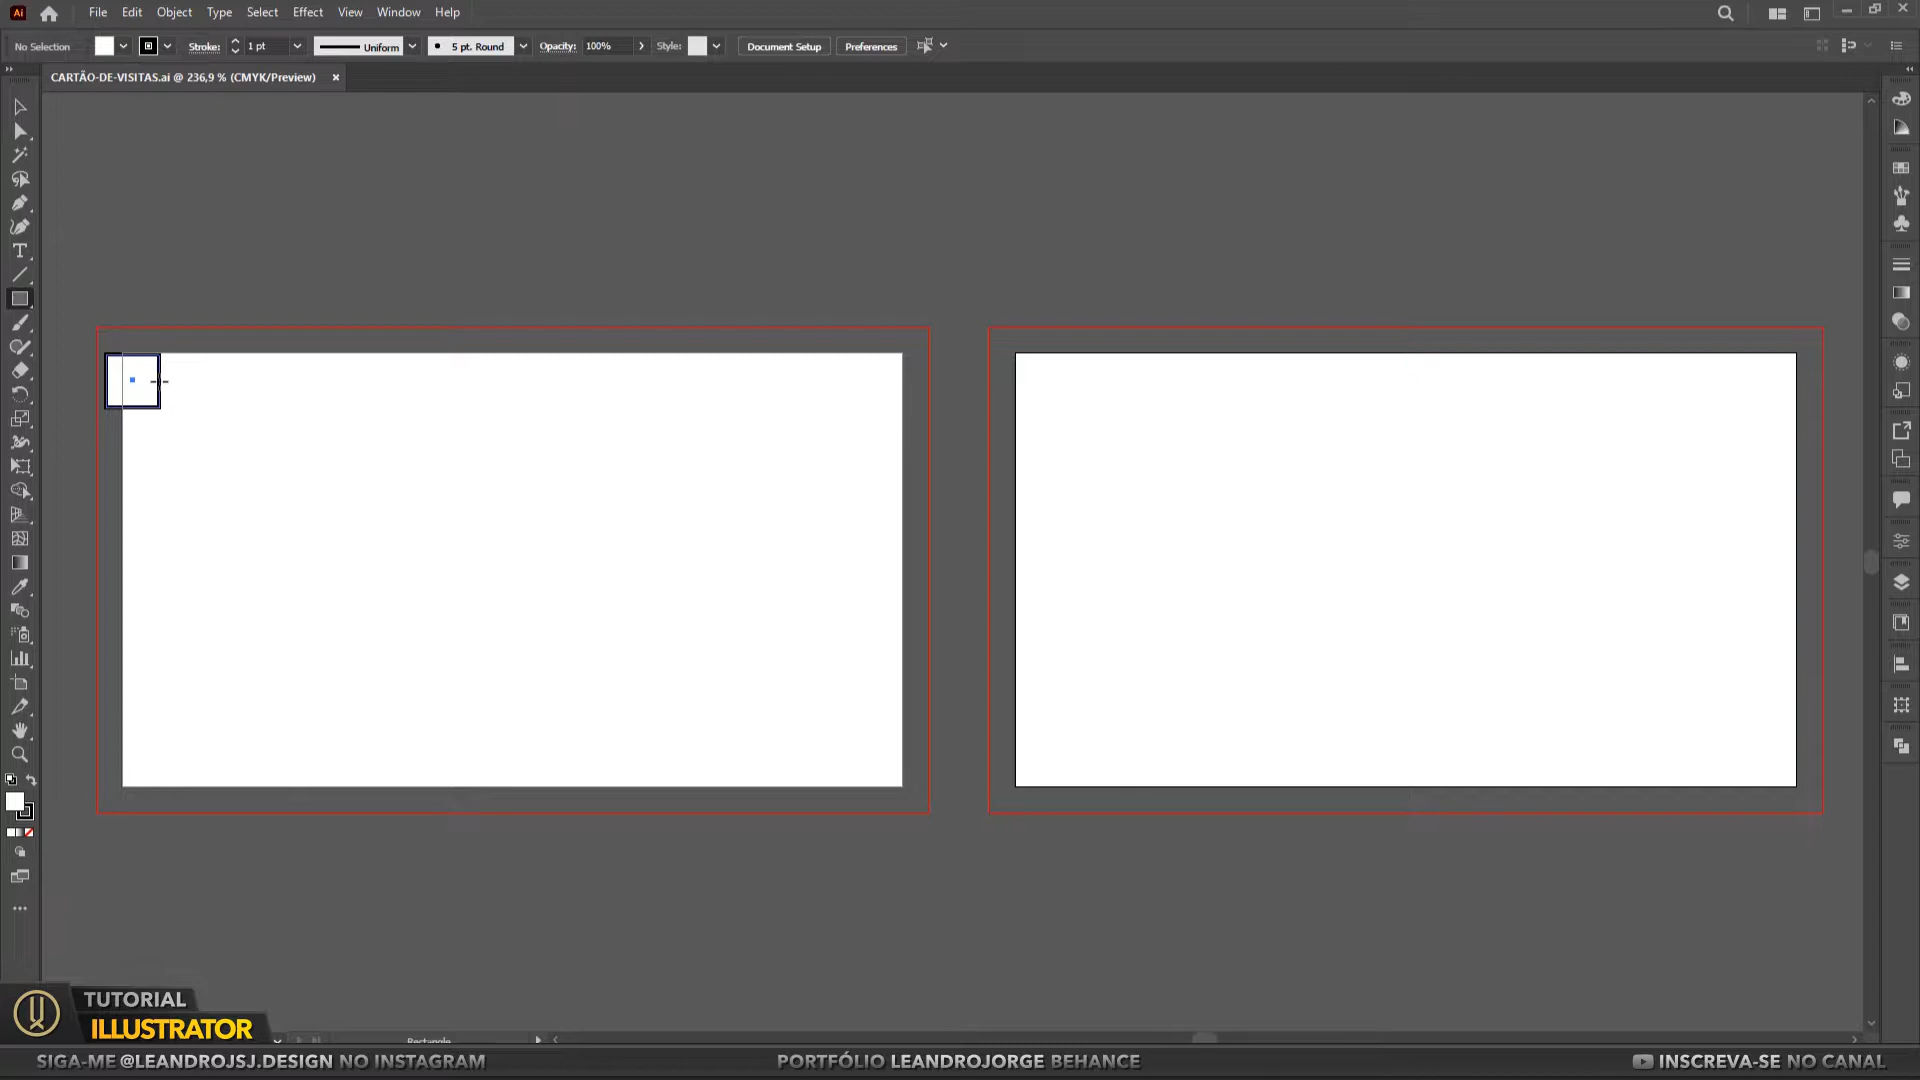 Ai File Edit Object Type Select Effect View Window Help
No Selection Stroke: 1 pt Uniform 5 pt. Round Opacity: 100% Style: Document Setup Preferences
CARTÃO-DE-VISITAS.ai @ 236,9 % (CMYK/Preview) ×
TUTORIAL
ILLUSTRATOR
Rectangle
SIGA-ME @LEANDROJSJ.DESIGN NO INSTAGRAM PORTFÓLIO LEANDROJORGE BEHANCE INSCREVA-SE NO CANAL